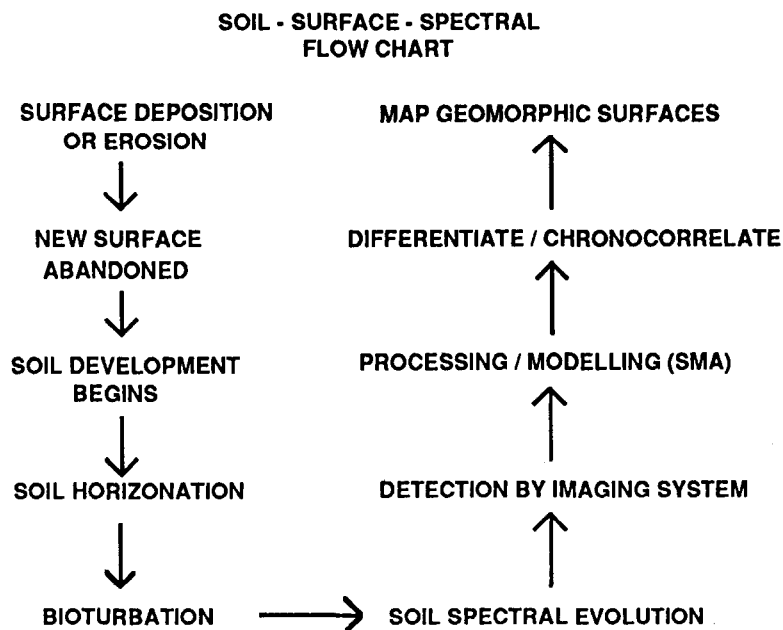 SOIL - SURFACE - SPECTRAL
FLOW CHART
SURFACE DEPOSITION
OR EROSION
NEW SURFACE
ABANDONED
SOIL DEVELOPMENT
BEGINS
SOIL HORIZONATION
BIOTURBATION
SOIL SPECTRAL EVOLUTION
DETECTION BY IMAGING SYSTEM
PROCESSING / MODELLING (SMA)
DIFFERENTIATE / CHRONOCORRELATE
MAP GEOMORPHIC SURFACES